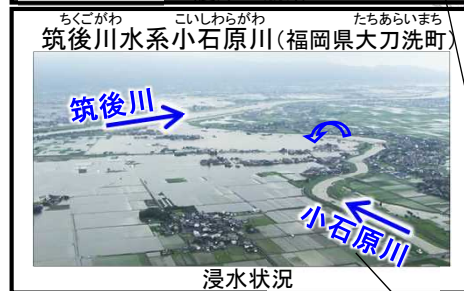 ちくごがわ こいしわらがわ たちあらいまち
筑後川水系小石原川(福岡県大刀洗町)
筑後川
小石原川
浸水状況